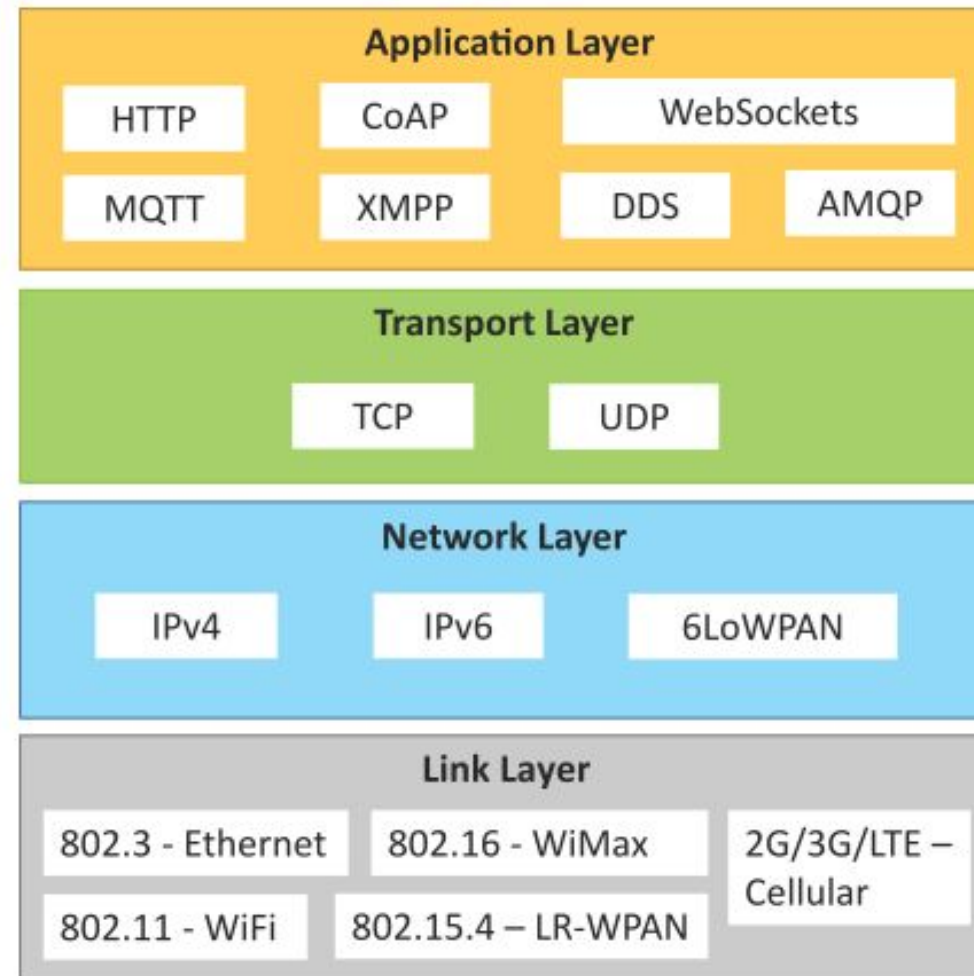 Application Layer
HTTP
CoAP
WebSockets
MQTT
XMPP
DDS
AMQP
Transport Layer
TCP
UDP
Network Layer
IPv4
IPv6
6LoWPAN
Link Layer
802.3 - Ethernet
802.16 - WiMax
2G/3G/LTE –
Cellular
802.11 - WiFi
802.15.4 – LR-WPAN